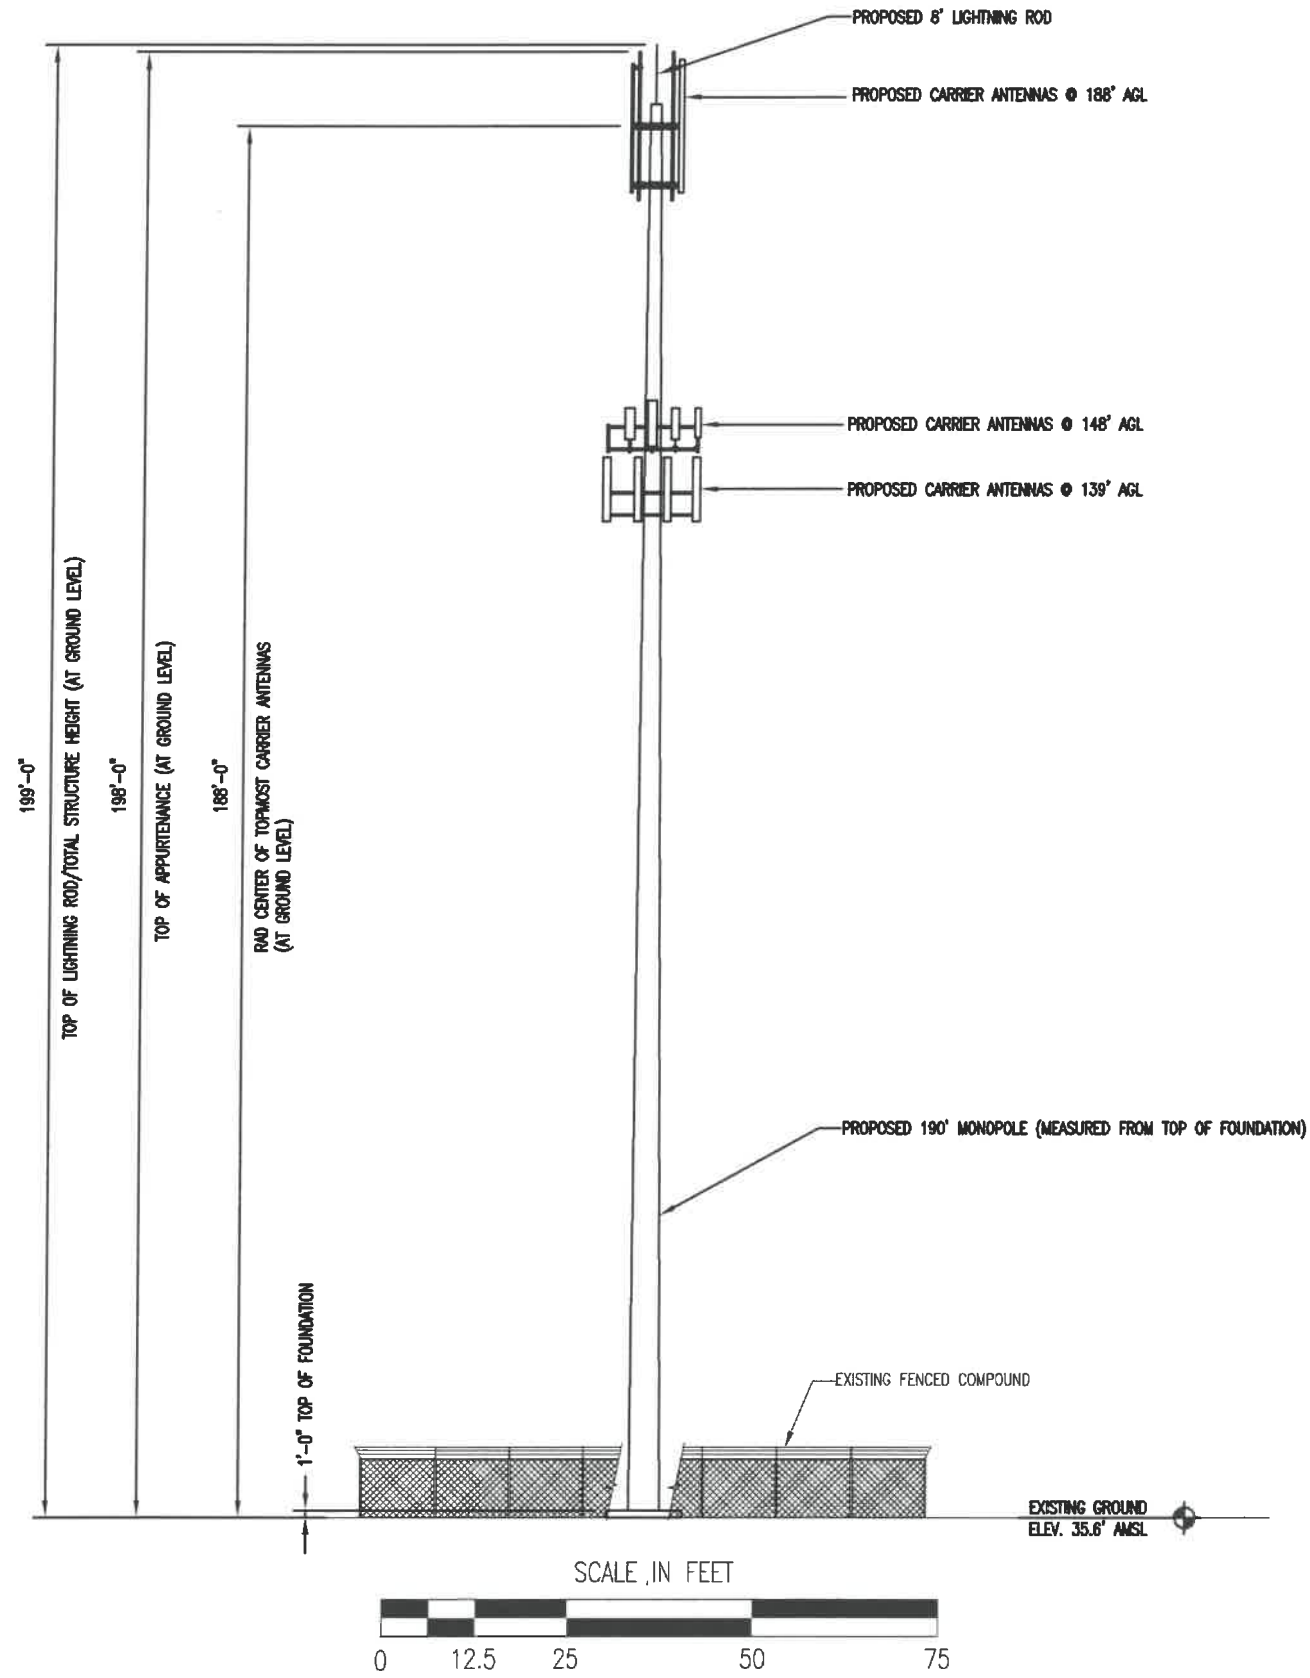 PROPOSED 8' LIGHTNING ROD
PROPOSED CARRIER ANTENNAS @ 188' AGL
PROPOSED CARRIER ANTENNAS @ 148' AGL
PROPOSED CARRIER ANTENNAS @ 139' AGL
199'-0"
TOP OF LIGHTNING ROD/TOTAL STRUCTURE HEIGHT (AT GROUND LEVEL)
198'-0"
TOP OF APPURTENANCE (AT GROUND LEVEL)
188'-0"
RAD CENTER OF TOPMOST CARRIER ANTENNAS
(AT GROUND LEVEL)
PROPOSED 190' MONOPOLE (MEASURED FROM TOP OF FOUNDATION)
1'-0" TOP OF FOUNDATION
EXISTING FENCED COMPOUND
EXISTING GROUND
ELEV. 35.6' AMSL
SCALE IN FEET
0 12.5 25 50 75